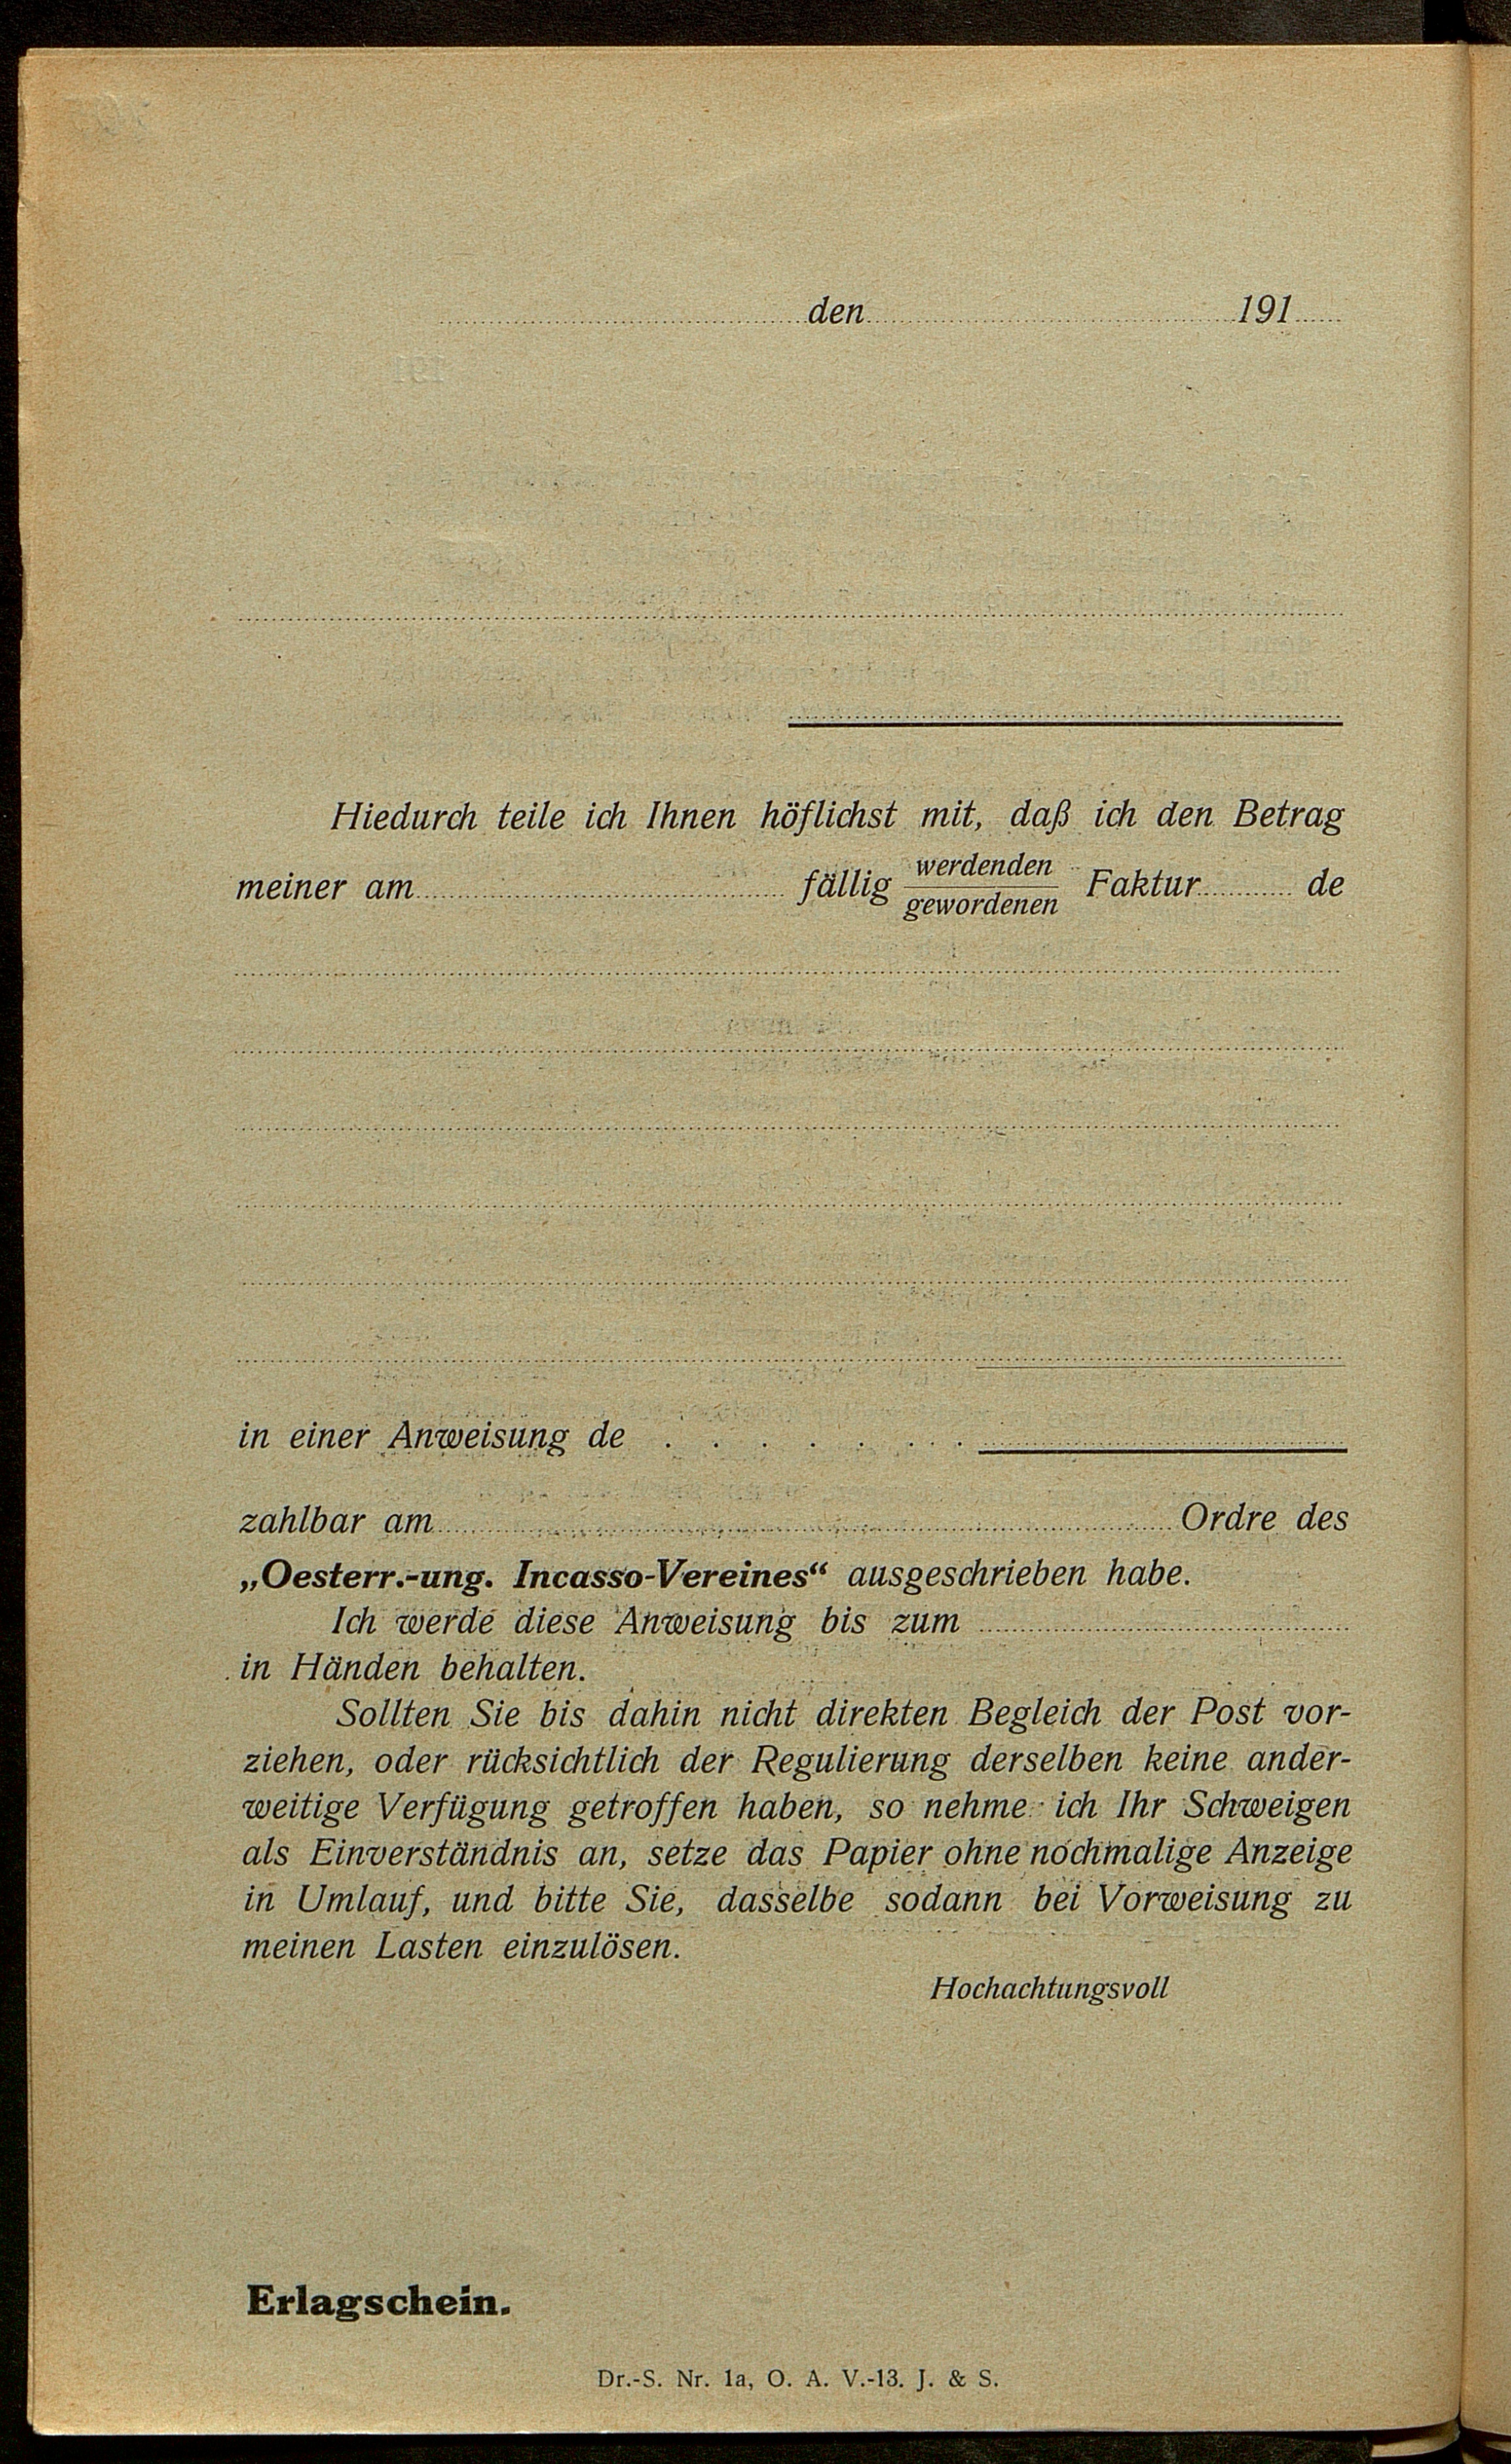 den 191
Hiedurch teile ich Ihnen höflichst mit, daß ich den Betrag
meiner am fällig werdenden / gewordenen Faktur de
in einer Anweisung de . . . . . . .
zahlbar am Ordre des
„Oesterr.-ung. Incasso-Vereines“ ausgeschrieben habe.
Ich werde diese Anweisung bis zum
in Händen behalten.
Sollten Sie bis dahin nicht direkten Begleich der Post vor-
ziehen, oder rücksichtlich der Regulierung derselben keine ander-
weitige Verfügung getroffen haben, so nehme ich Ihr Schweigen
als Einverständnis an, setze das Papier ohne nochmalige Anzeige
in Umlauf, und bitte Sie, dasselbe sodann bei Vorweisung zu
meinen Lasten einzulösen.
Hochachtungsvoll
Erlagschein.
Dr.-S. Nr. 1a, O. A. V.-13. J. & S.